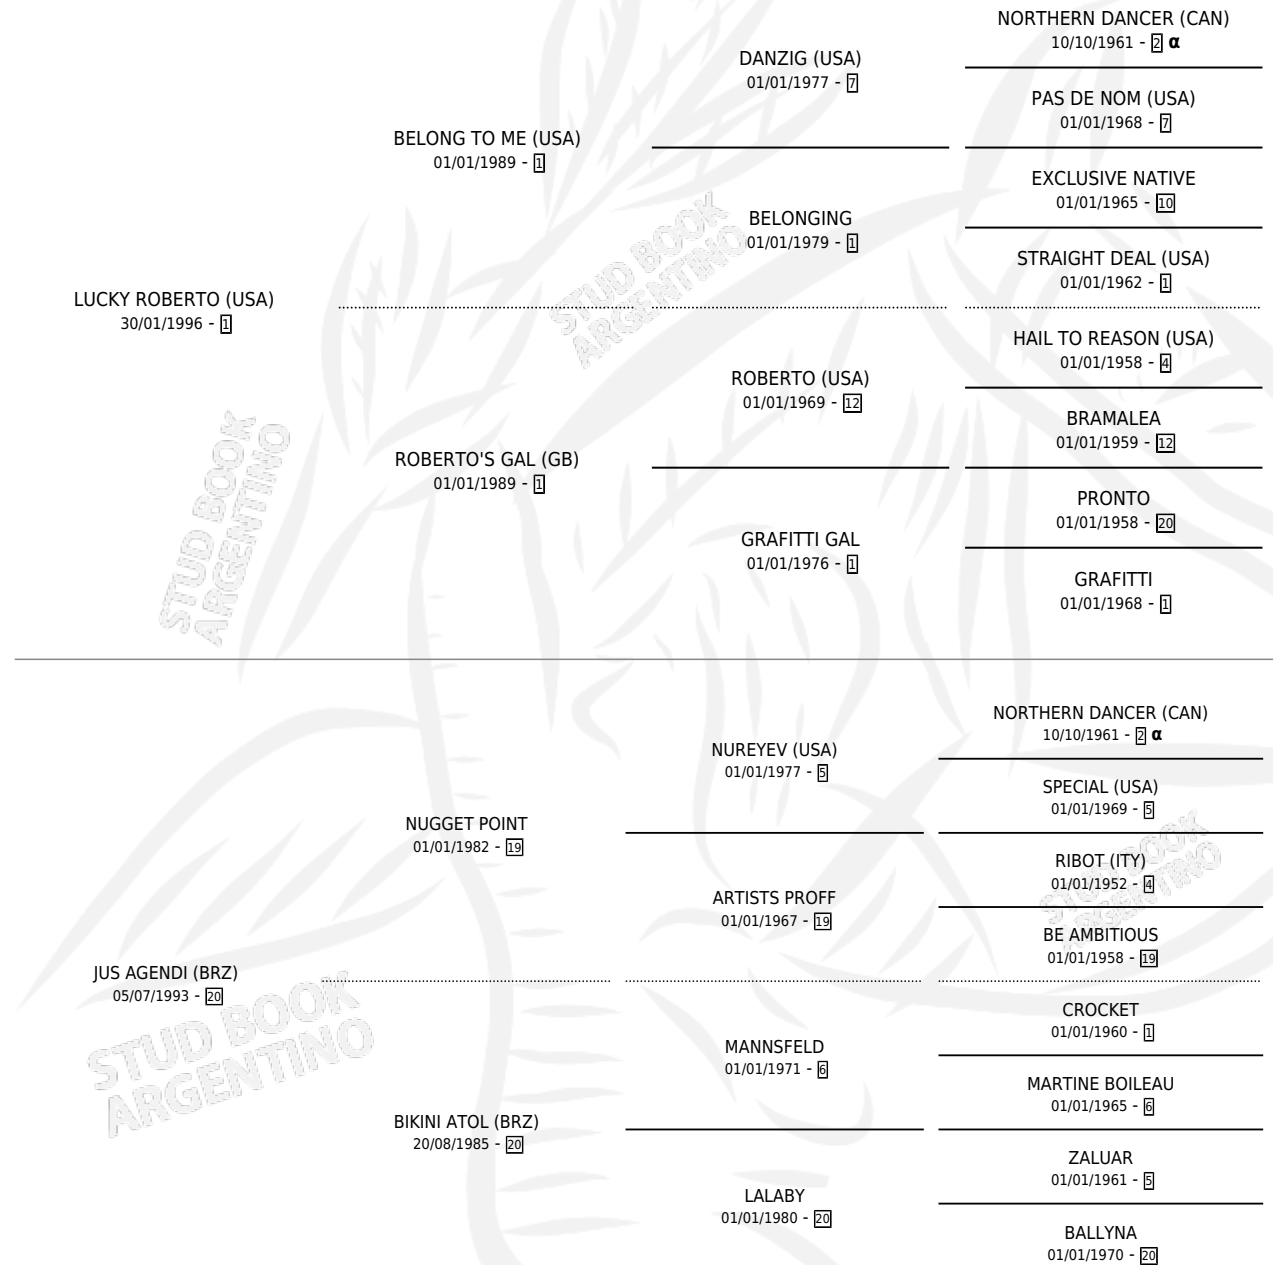 NORTHERN DANCER (CAN)
10/10/1961 - 2 α
DANZIG (USA)
01/01/1977 - 7
PAS DE NOM (USA)
01/01/1968 - 7
BELONG TO ME (USA)
01/01/1989 - 1
EXCLUSIVE NATIVE
01/01/1965 - 10
BELONGING
01/01/1979 - 1
STRAIGHT DEAL (USA)
01/01/1962 - 1
LUCKY ROBERTO (USA)
30/01/1996 - 1
HAIL TO REASON (USA)
01/01/1958 - 4
ROBERTO (USA)
01/01/1969 - 12
BRAMALEA
01/01/1959 - 12
ROBERTO'S GAL (GB)
01/01/1989 - 1
PRONTO
01/01/1958 - 20
GRAFITTI GAL
01/01/1976 - 1
GRAFITTI
01/01/1968 - 1
NORTHERN DANCER (CAN)
10/10/1961 - 2 α
NUREYEV (USA)
01/01/1977 - 5
SPECIAL (USA)
01/01/1969 - 5
NUGGET POINT
01/01/1982 - 19
RIBOT (ITY)
01/01/1952 - 4
ARTISTS PROFF
01/01/1967 - 19
BE AMBITIOUS
01/01/1958 - 19
JUS AGENDI (BRZ)
05/07/1993 - 20
CROCKET
01/01/1960 - 1
MANNSFELD
01/01/1971 - 6
MARTINE BOILEAU
01/01/1965 - 6
BIKINI ATOL (BRZ)
20/08/1985 - 20
ZALUAR
01/01/1961 - 5
LALABY
01/01/1980 - 20
BALLYNA
01/01/1970 - 20
STUD BOOK
ARGENTINO
STUD BOOK
ARGENTINO
STUD BOOK
ARGENTINO
STUD BOOK
ARGENTINO